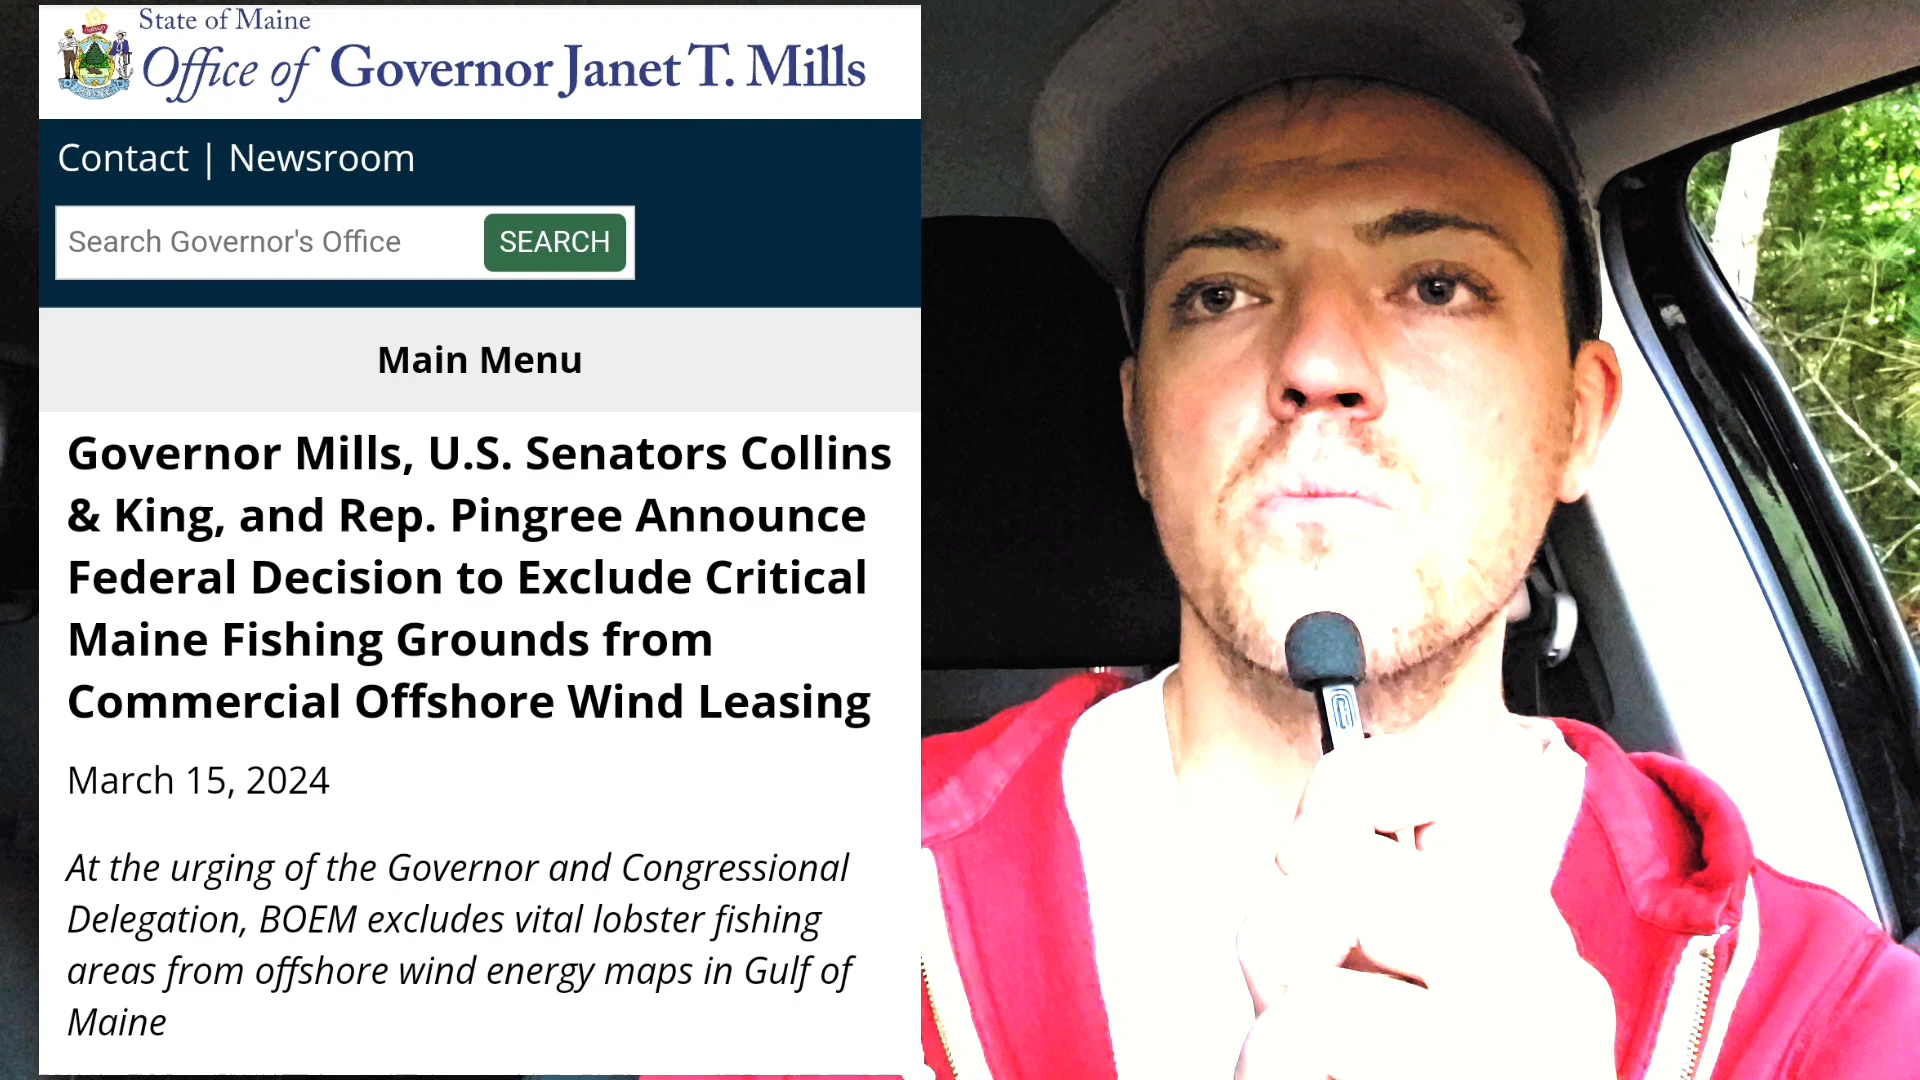 State of Maine
Office of Governor Janet T. Mills
Contact | Newsroom
Search Governor's Office
SEARCH
Main Menu
Governor Mills, U.S. Senators Collins
& King, and Rep. Pingree Announce
Federal Decision to Exclude Critical
Maine Fishing Grounds from
Commercial Offshore Wind Leasing
March 15, 2024
At the urging of the Governor and Congressional
Delegation, BOEM excludes vital lobster fishing
areas from offshore wind energy maps in Gulf of
Maine